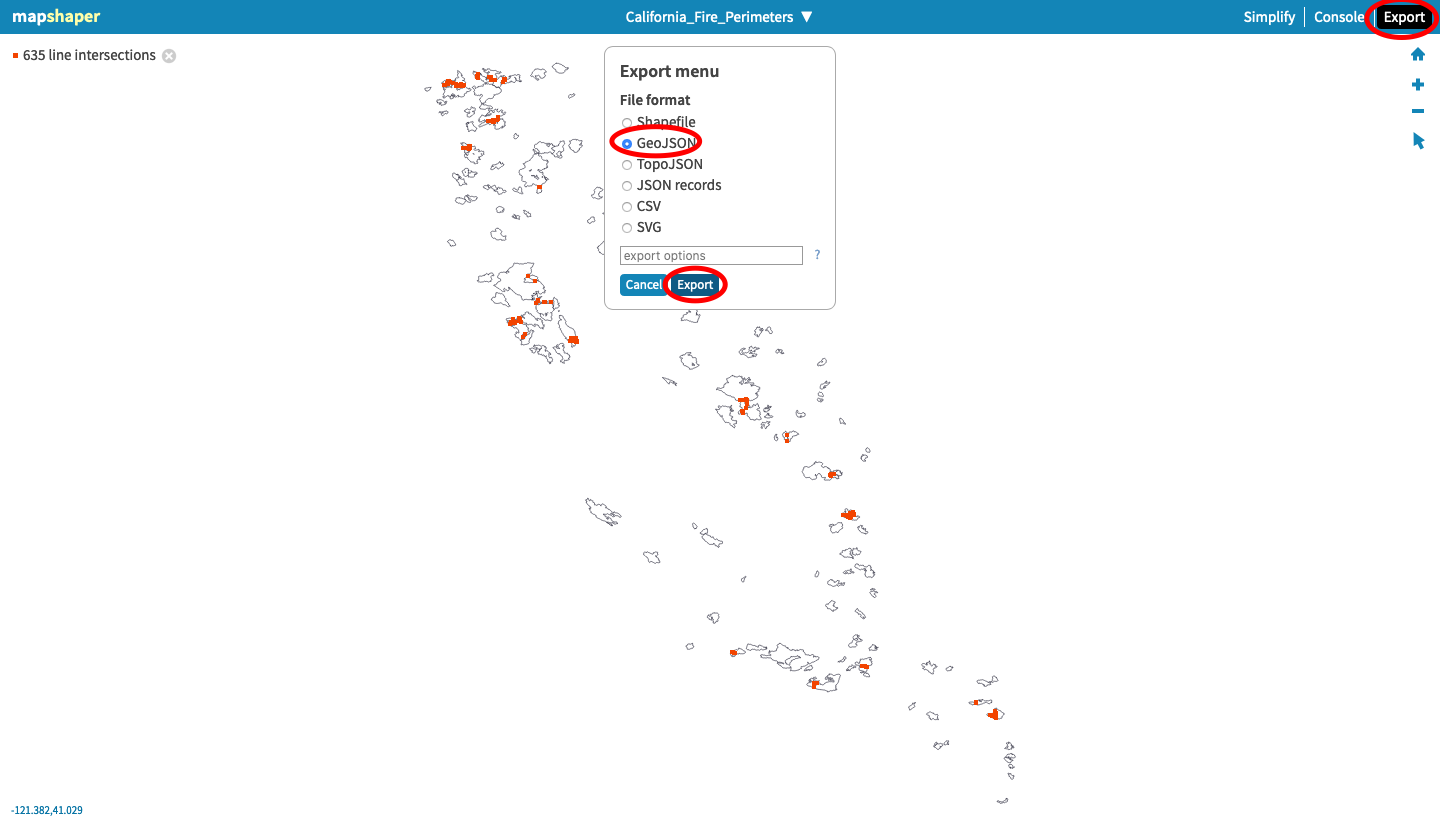 mapshaper
California_Fire_Perimeters ▼
Simplify
Console
Export
635 line intersections
Export menu
File format
Shapefile
GeoJSON
TopoJSON
JSON records
CSV
SVG
export options
?
Cancel
Export
-121.382,41.029